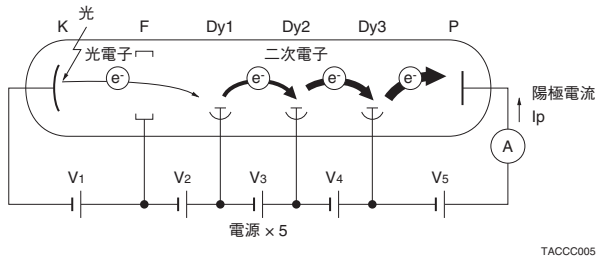 光
K F Dy1 Dy2 Dy3 P
光電子 二次電子
e- e- e- e-
陽極電流
Ip
A
V1 V2 V3 V4 V5
電源 × 5
TACCC005